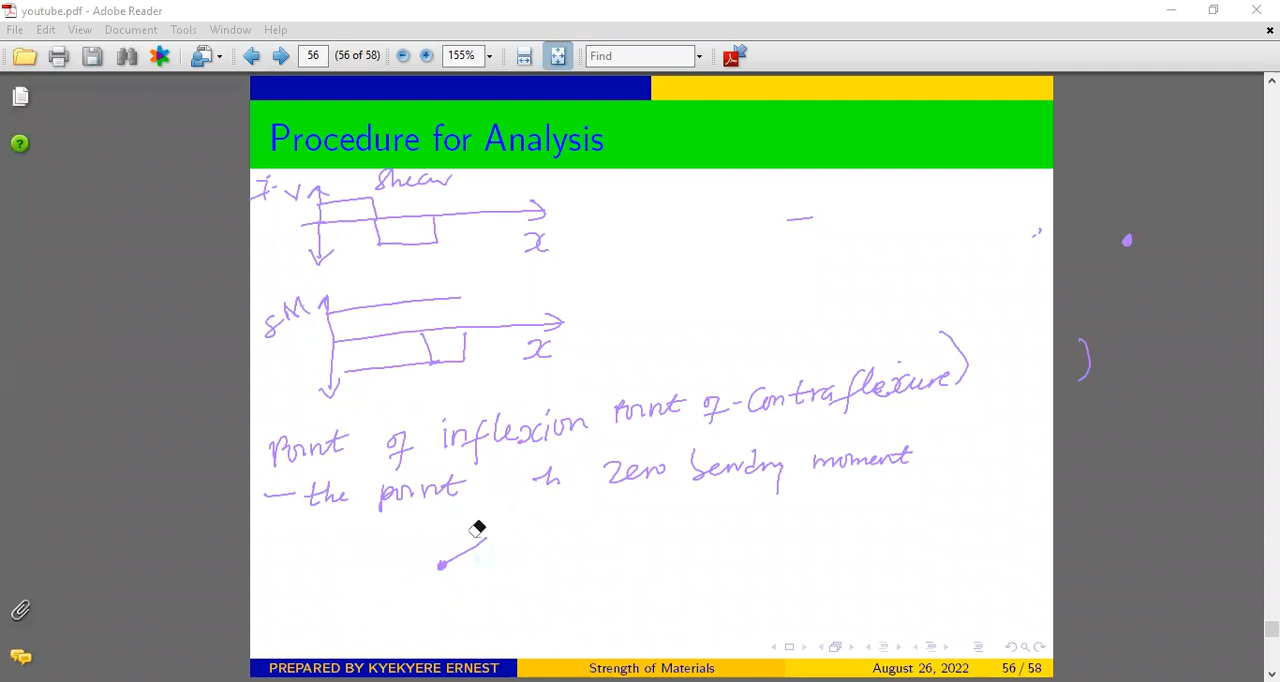 youtube.pdf - Adobe Reader
File Edit View Document Tools Window Help
56 (56 of 58) 155% Find
Procedure for Analysis
V Shear
x
M
x
Point of inflexion Point of Contraflexure)
— the point zero bending moment
PREPARED BY KYEKYERE ERNEST Strength of Materials August 26, 2022 56 / 58